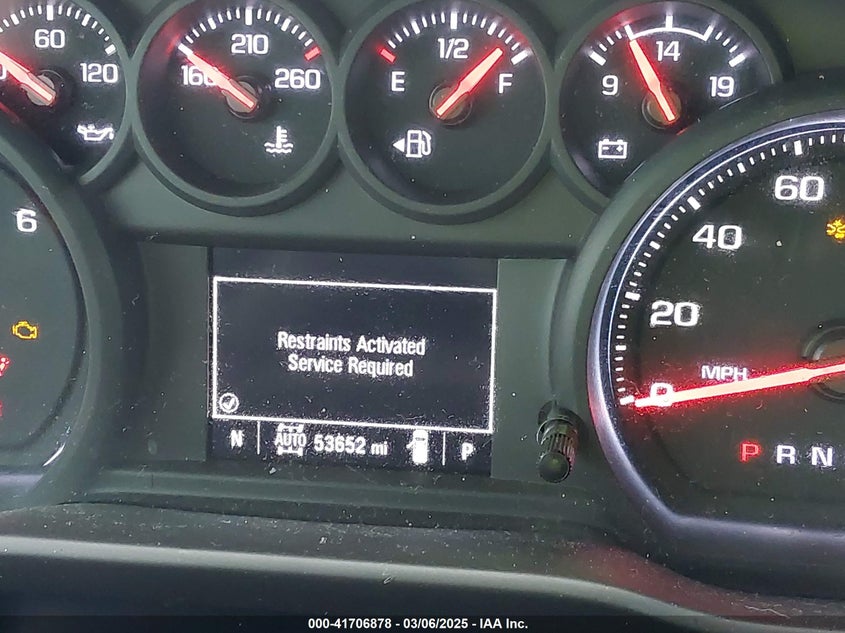 60
120
210
160
260
1/2
E
F
14
9
19
6
60
40
20
0
MPH
Restraints Activated
Service Required
N AUTO 53652 mi P
P R N
000-41706878 - 03/06/2025 - IAA Inc.